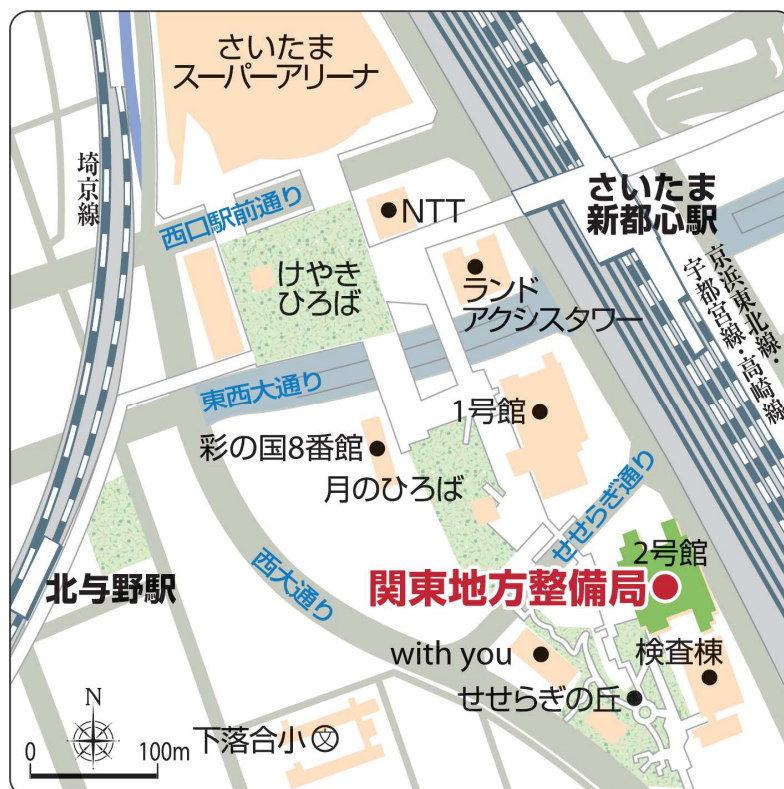 さいたま
スーパーアリーナ
埼京線
西口駅前通り
NTT
さいたま
新都心駅
けやき
ひろば
ランド
アクシスタワー
京浜東北線・
宇都宮線・高崎線
東西大通り
1号館
彩の国8番館
月のひろば
せせらぎ通り
2号館
北与野駅
西大通り
関東地方整備局
with you
検査棟
せせらぎの丘
N
0 100m
下落合小
文